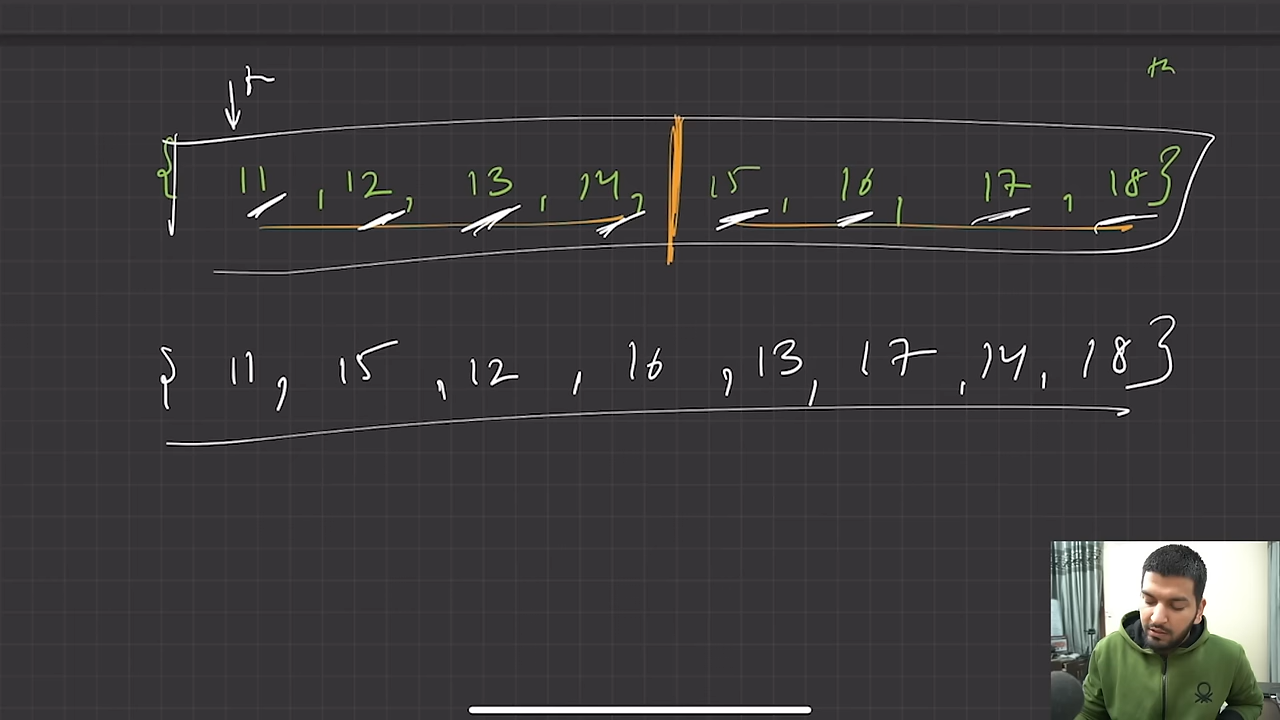 { 11 , 12, 13 , 14, 15 , 16 , 17 , 18 }
{ 11 , 15 , 12 , 16 , 13 , 17 , 14 , 18 }